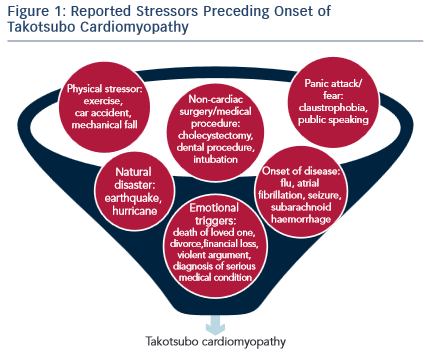 Figure 1: Reported Stressors Preceding Onset of
Takotsubo Cardiomyopathy
Physical stressor:
exercise,
car accident,
mechanical fall
Non-cardiac
surgery/medical
procedure:
cholecystectomy,
dental procedure,
intubation
Panic attack/
fear:
claustrophobia,
public speaking
Natural
disaster:
earthquake,
hurricane
Emotional
triggers:
death of loved one,
divorce,financial loss,
violent argument,
diagnosis of serious
medical condition
Onset of disease:
flu, atrial
fibrillation, seizure,
subarachnoid
haemorrhage
Takotsubo cardiomyopathy